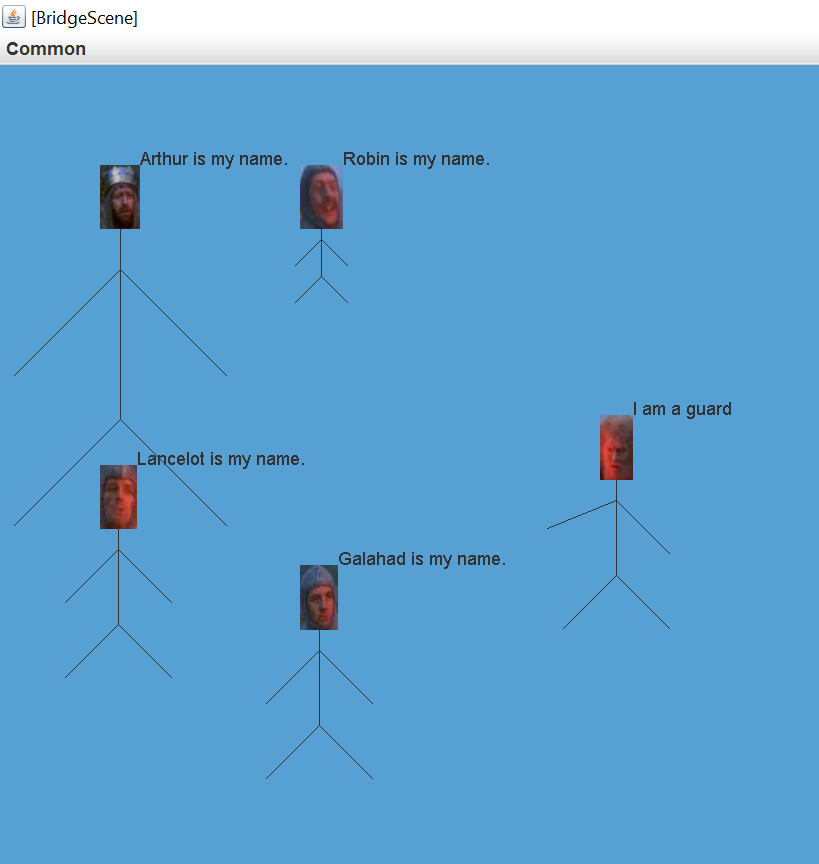 [BridgeScene]
Common
Arthur is my name.
Robin is my name.
I am a guard
Lancelot is my name.
Galahad is my name.